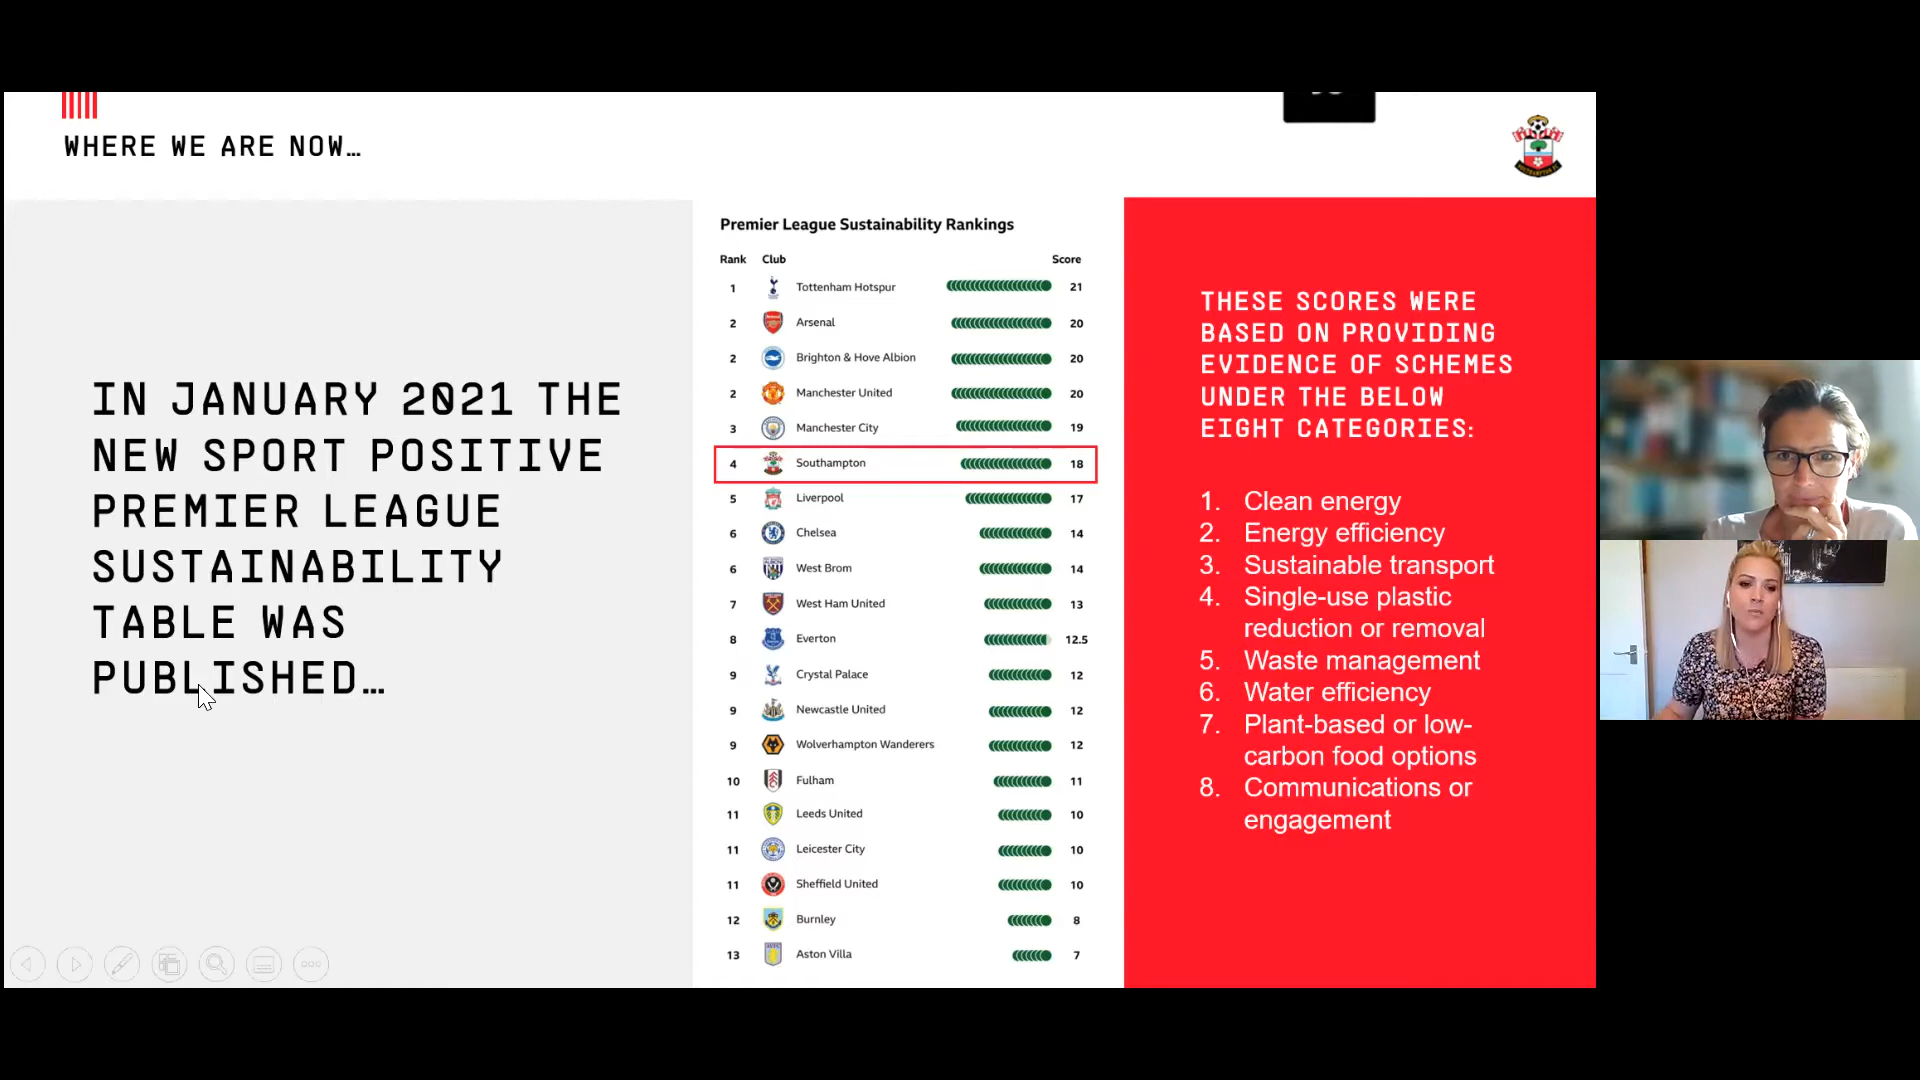 WHERE WE ARE NOW…
IN JANUARY 2021 THE
NEW SPORT POSITIVE
PREMIER LEAGUE
SUSTAINABILITY
TABLE WAS
PUBLISHED…
Premier League Sustainability Rankings
Rank Club Score
1 Tottenham Hotspur 21
2 Arsenal 20
2 Brighton & Hove Albion 20
2 Manchester United 20
3 Manchester City 19
4 Southampton 18
5 Liverpool 17
6 Chelsea 14
6 West Brom 14
7 West Ham United 13
8 Everton 12.5
9 Crystal Palace 12
9 Newcastle United 12
9 Wolverhampton Wanderers 12
10 Fulham 11
11 Leeds United 10
11 Leicester City 10
11 Sheffield United 10
12 Burnley 8
13 Aston Villa 7
THESE SCORES WERE
BASED ON PROVIDING
EVIDENCE OF SCHEMES
UNDER THE BELOW
EIGHT CATEGORIES:
1. Clean energy
2. Energy efficiency
3. Sustainable transport
4. Single-use plastic
reduction or removal
5. Waste management
6. Water efficiency
7. Plant-based or low-
carbon food options
8. Communications or
engagement